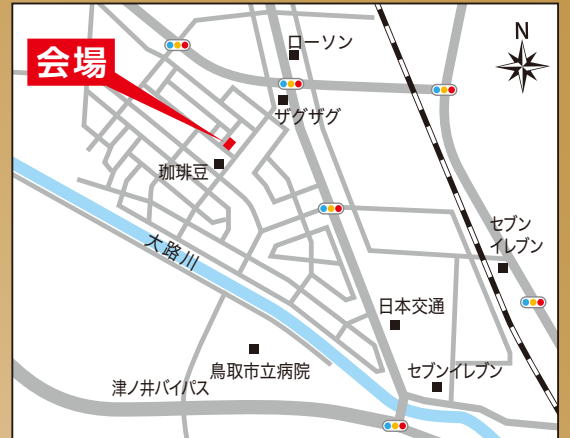 N
ローソン
会場
ザグザグ
珈琲豆
セブン
イレブン
大路川
日本交通
鳥取市立病院
セブンイレブン
津ノ井バイパス